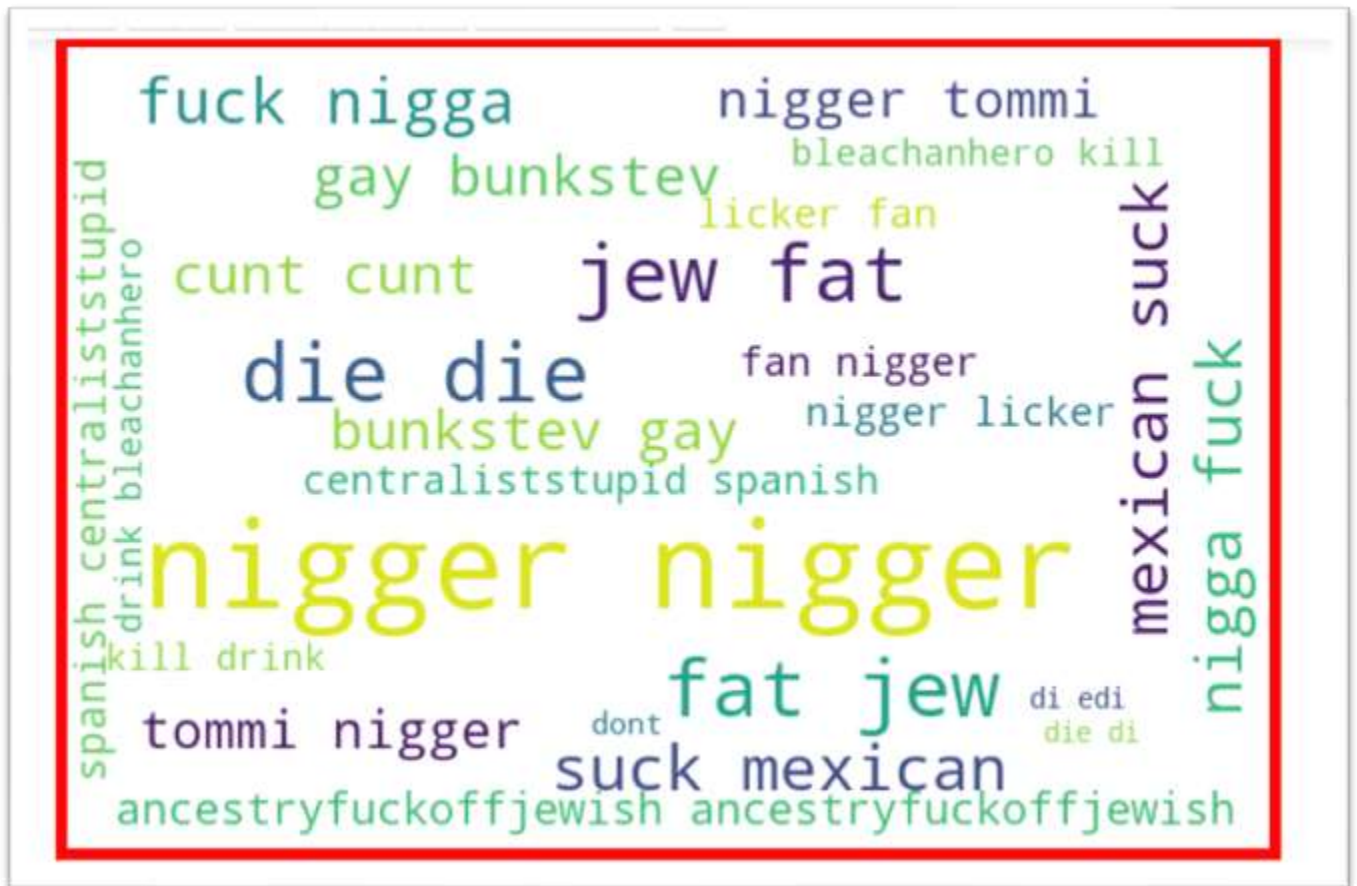 fuck nigga
nigger tommi
bleachanhero kill
gay bunkstev
licker fan
cunt cunt
jew fat
die die
fan nigger
nigger licker
bunkstev gay
centraliststupid spanish
nigger nigger
kill drink
fat jew
di edi
tommi nigger
dont
die di
suck mexican
ancestryfuckoffjewish ancestryfuckoffjewish
spanish centraliststupid
drink bleachanhero
mexican suck
nigga fuck